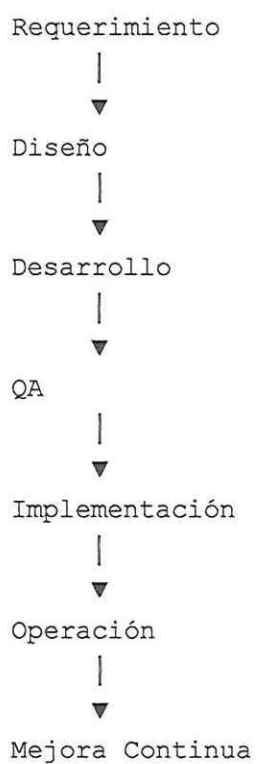 Requerimiento
Diseño
Desarrollo
QA
Implementación
Operación
Mejora Continua